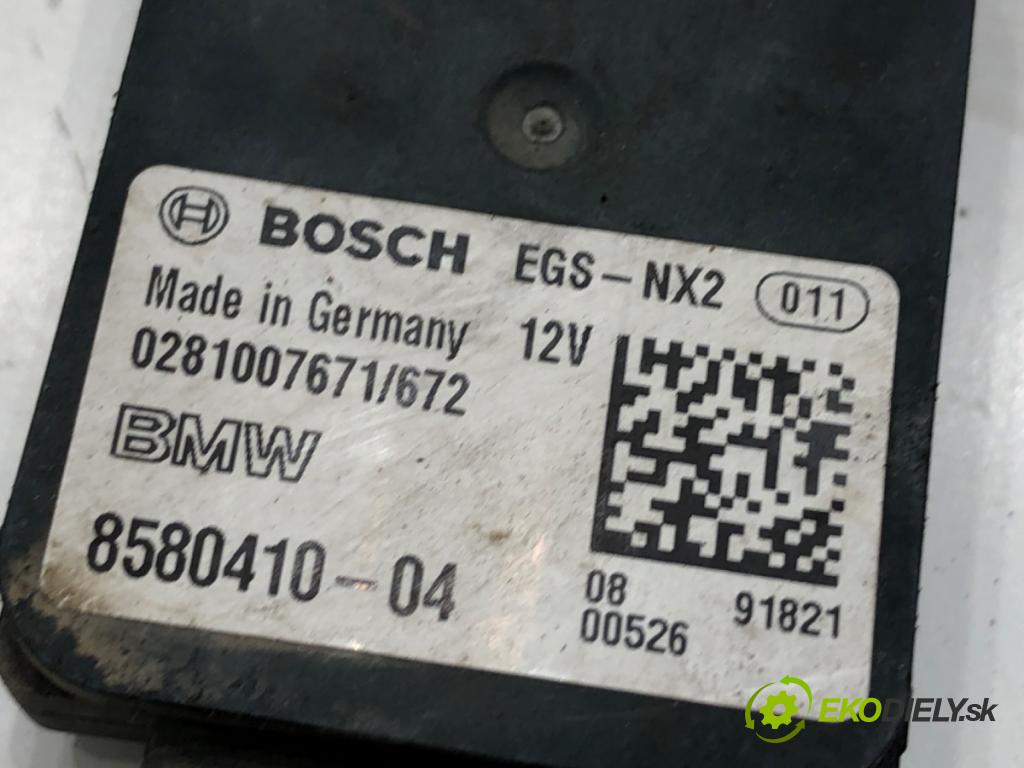 BOSCH EGS-NX2 011
Made in Germany 12V
0281007671/672
BMW
8580410-04
08
00526 91821
EKODIELY.sk